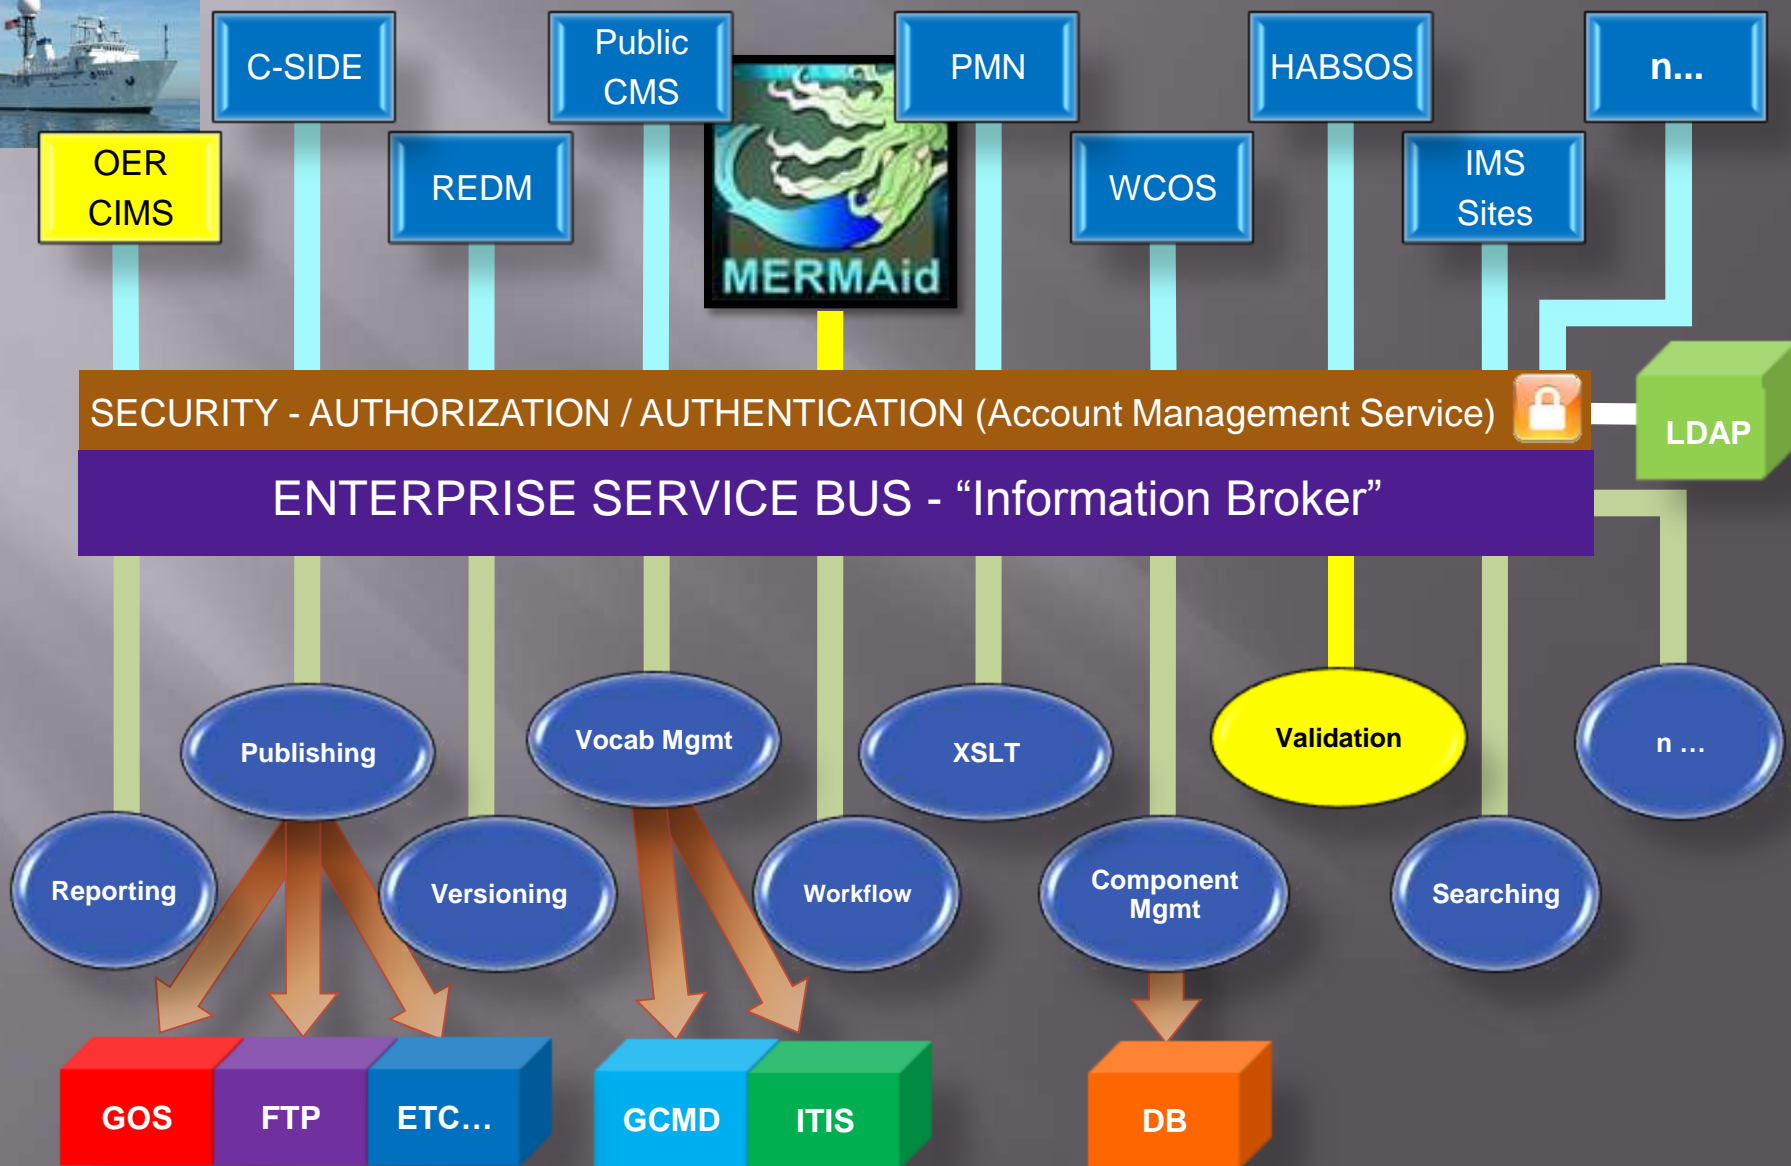 C-SIDE
Public
CMS
PMN
HABSOS
n...
OER
CIMS
REDM
MERMAid
WCOS
IMS
Sites
SECURITY - AUTHORIZATION / AUTHENTICATION (Account Management Service)
LDAP
ENTERPRISE SERVICE BUS - “Information Broker”
Publishing
Vocab Mgmt
XSLT
Validation
n ...
Reporting
Versioning
Workflow
Component
Mgmt
Searching
GOS
FTP
ETC...
GCMD
ITIS
DB